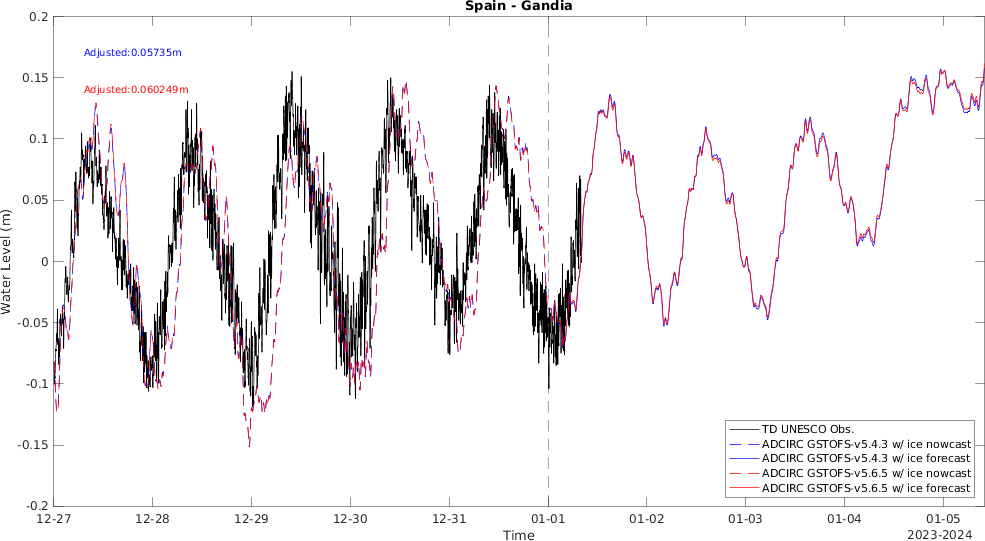 Spain - Gandia
0.2
0.15
0.1
0.05
0
-0.05
-0.1
-0.15
-0.2
Water Level (m)
Adjusted:0.05735m
Adjusted:0.060249m
TD UNESCO Obs.
ADCIRC GSTOFS-v5.4.3 w/ ice nowcast
ADCIRC GSTOFS-v5.4.3 w/ ice forecast
ADCIRC GSTOFS-v5.6.5 w/ ice nowcast
ADCIRC GSTOFS-v5.6.5 w/ ice forecast
12-27 12-28 12-29 12-30 12-31 01-01 01-02 01-03 01-04 01-05
Time
2023-2024